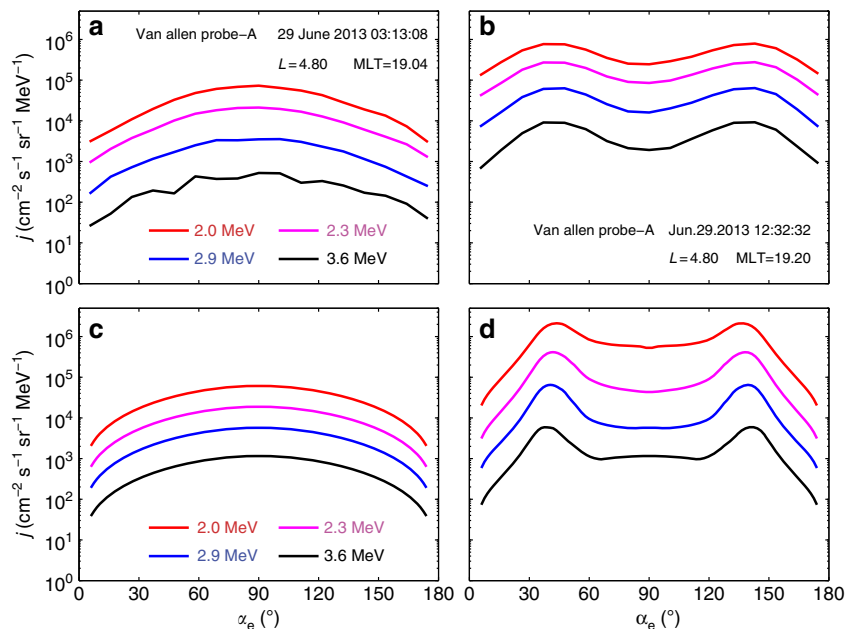 a
Van allen probe-A 29 June 2013 03:13:08
L=4.80 MLT=19.04
j (cm⁻² s⁻¹ sr⁻¹ MeV⁻¹)
10⁶
10⁵
10⁴
10³
10²
10¹
10⁰
2.0 MeV 2.3 MeV
2.9 MeV 3.6 MeV
b
Van allen probe-A Jun.29.2013 12:32:32
L=4.80 MLT=19.20
c
j (cm⁻² s⁻¹ sr⁻¹ MeV⁻¹)
10⁶
10⁵
10⁴
10³
10²
10¹
10⁰
2.0 MeV 2.3 MeV
2.9 MeV 3.6 MeV
d
0 30 60 90 120 150 180 0 30 60 90 120 150 180
αₑ (°) αₑ (°)